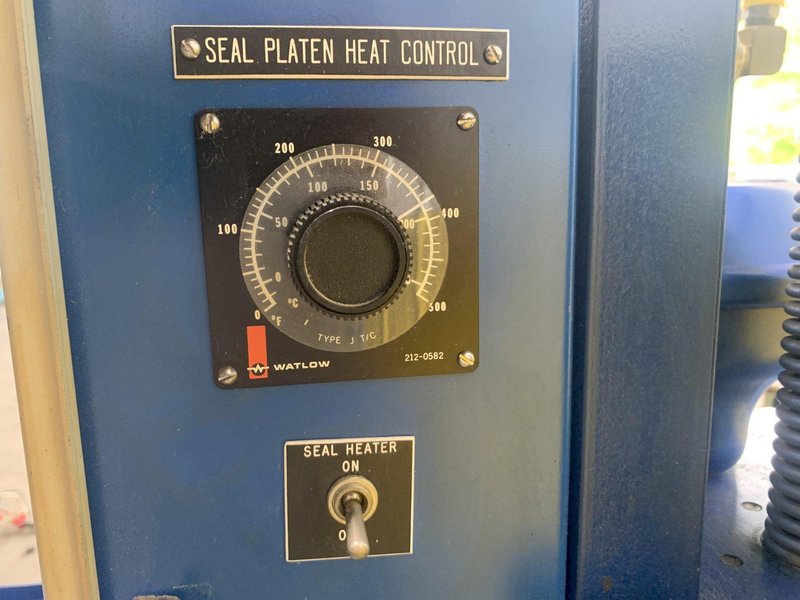 SEAL PLATEN HEAT CONTROL
200
300
100
150
100
50
400
0
0
°C
°F
500
TYPE J T/C
WATLOW
212-0582
SEAL HEATER
ON